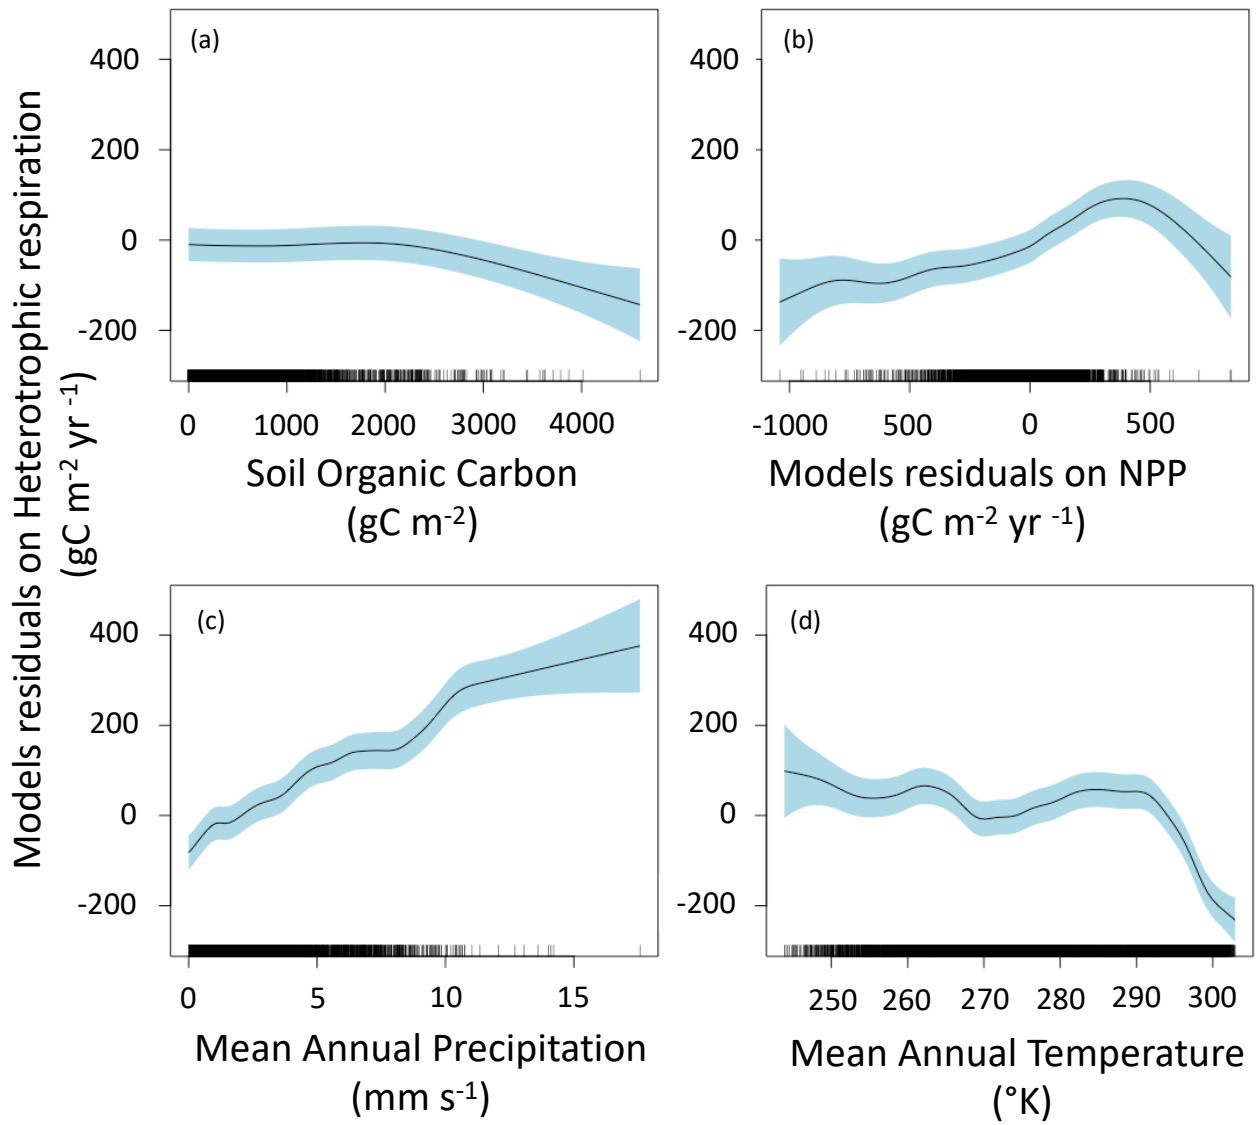 Models residuals on Heterotrophic respiration
(gC m-2 yr -1)
(a)
400
200
0
-200
0 1000 2000 3000 4000
Soil Organic Carbon
(gC m-2)
(b)
400
200
0
-200
-1000 500 0 500
Models residuals on NPP
(gC m-2 yr -1)
(c)
400
200
0
-200
0 5 10 15
Mean Annual Precipitation
(mm s-1)
(d)
400
200
0
-200
250 260 270 280 290 300
Mean Annual Temperature
(°K)